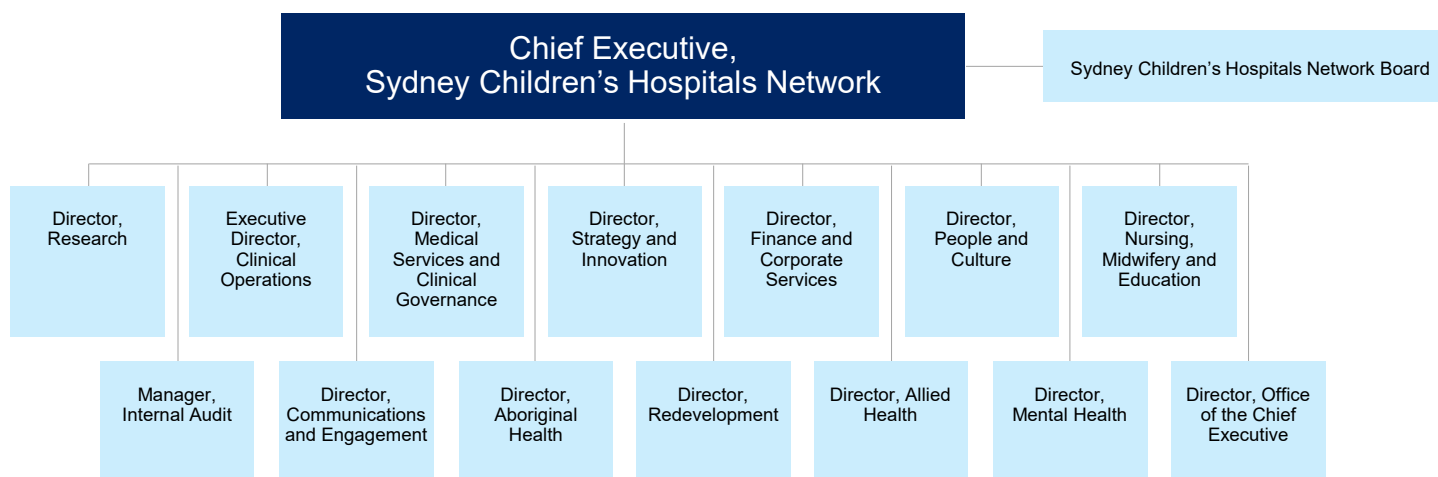 Chief Executive,
Sydney Children’s Hospitals Network
Sydney Children’s Hospitals Network Board
Director,
Research
Executive
Director,
Clinical
Operations
Director,
Medical
Services and
Clinical
Governance
Director,
Strategy and
Innovation
Director,
Finance and
Corporate
Services
Director,
People and
Culture
Director,
Nursing,
Midwifery and
Education
Manager,
Internal Audit
Director,
Communications
and Engagement
Director,
Aboriginal
Health
Director,
Redevelopment
Director, Allied
Health
Director,
Mental Health
Director, Office
of the Chief
Executive